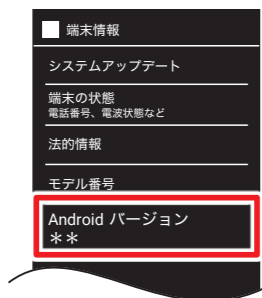 端末情報
システムアップデート
端末の状態
電話番号、電波状態など
法的情報
モデル番号
Android バージョン
＊＊